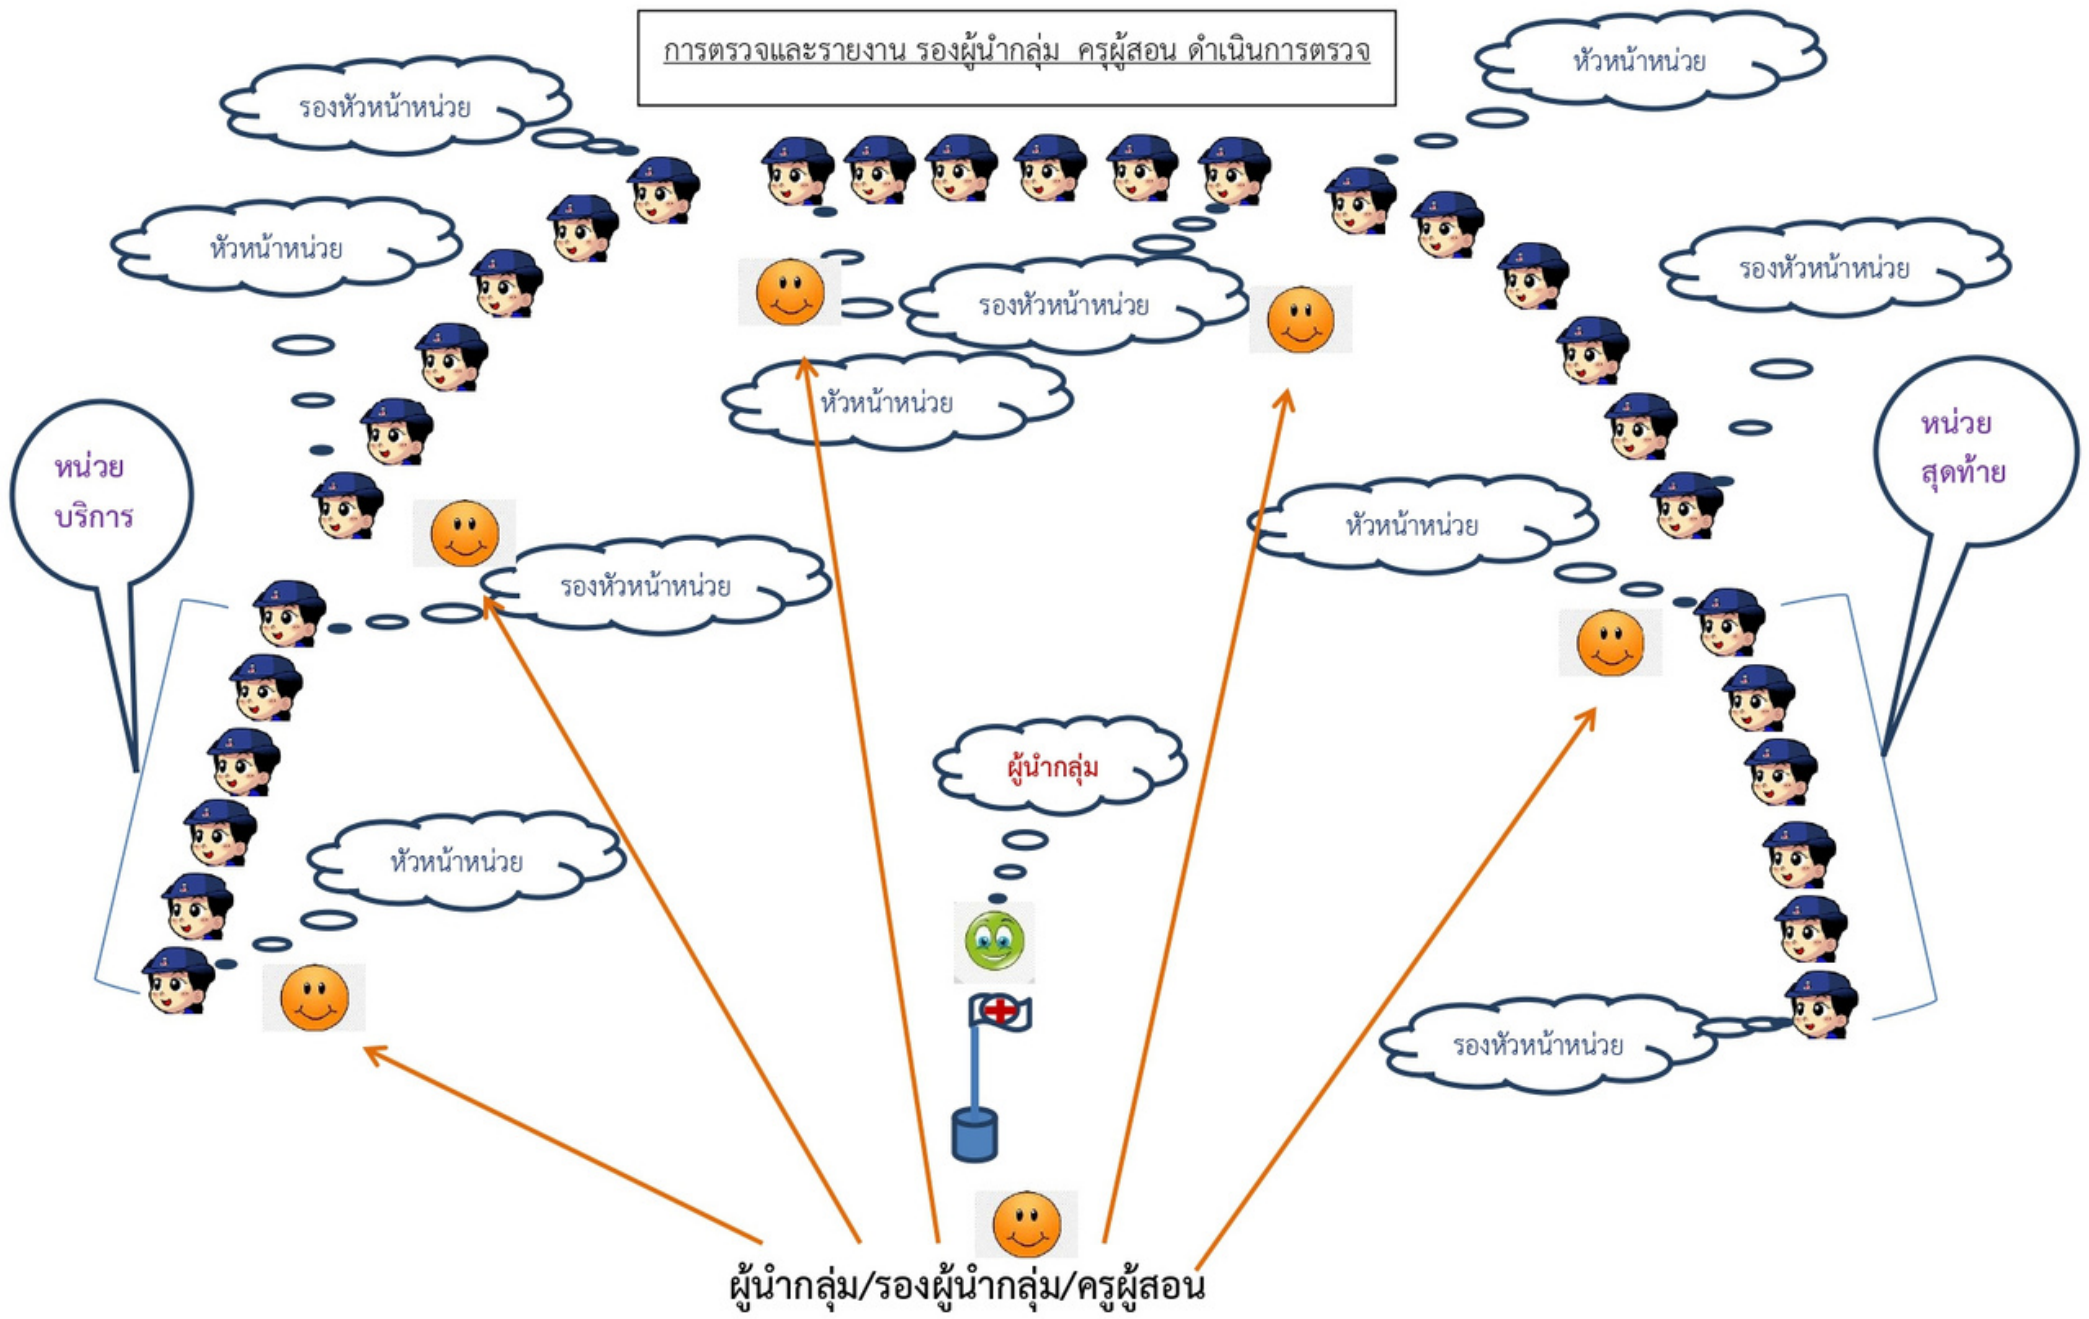 การตรวจและรายงาน รองผู้นำกลุ่ม ครูผู้สอน ดำเนินการตรวจ
หัวหน้าหน่วย
รองหัวหน้าหน่วย
หัวหน้าหน่วย
รองหัวหน้าหน่วย
รองหัวหน้าหน่วย
หัวหน้าหน่วย
หน่วย
บริการ
หน่วย
สุดท้าย
หัวหน้าหน่วย
รองหัวหน้าหน่วย
ผู้นำกลุ่ม
หัวหน้าหน่วย
รองหัวหน้าหน่วย
ผู้นำกลุ่ม/รองผู้นำกลุ่ม/ครูผู้สอน